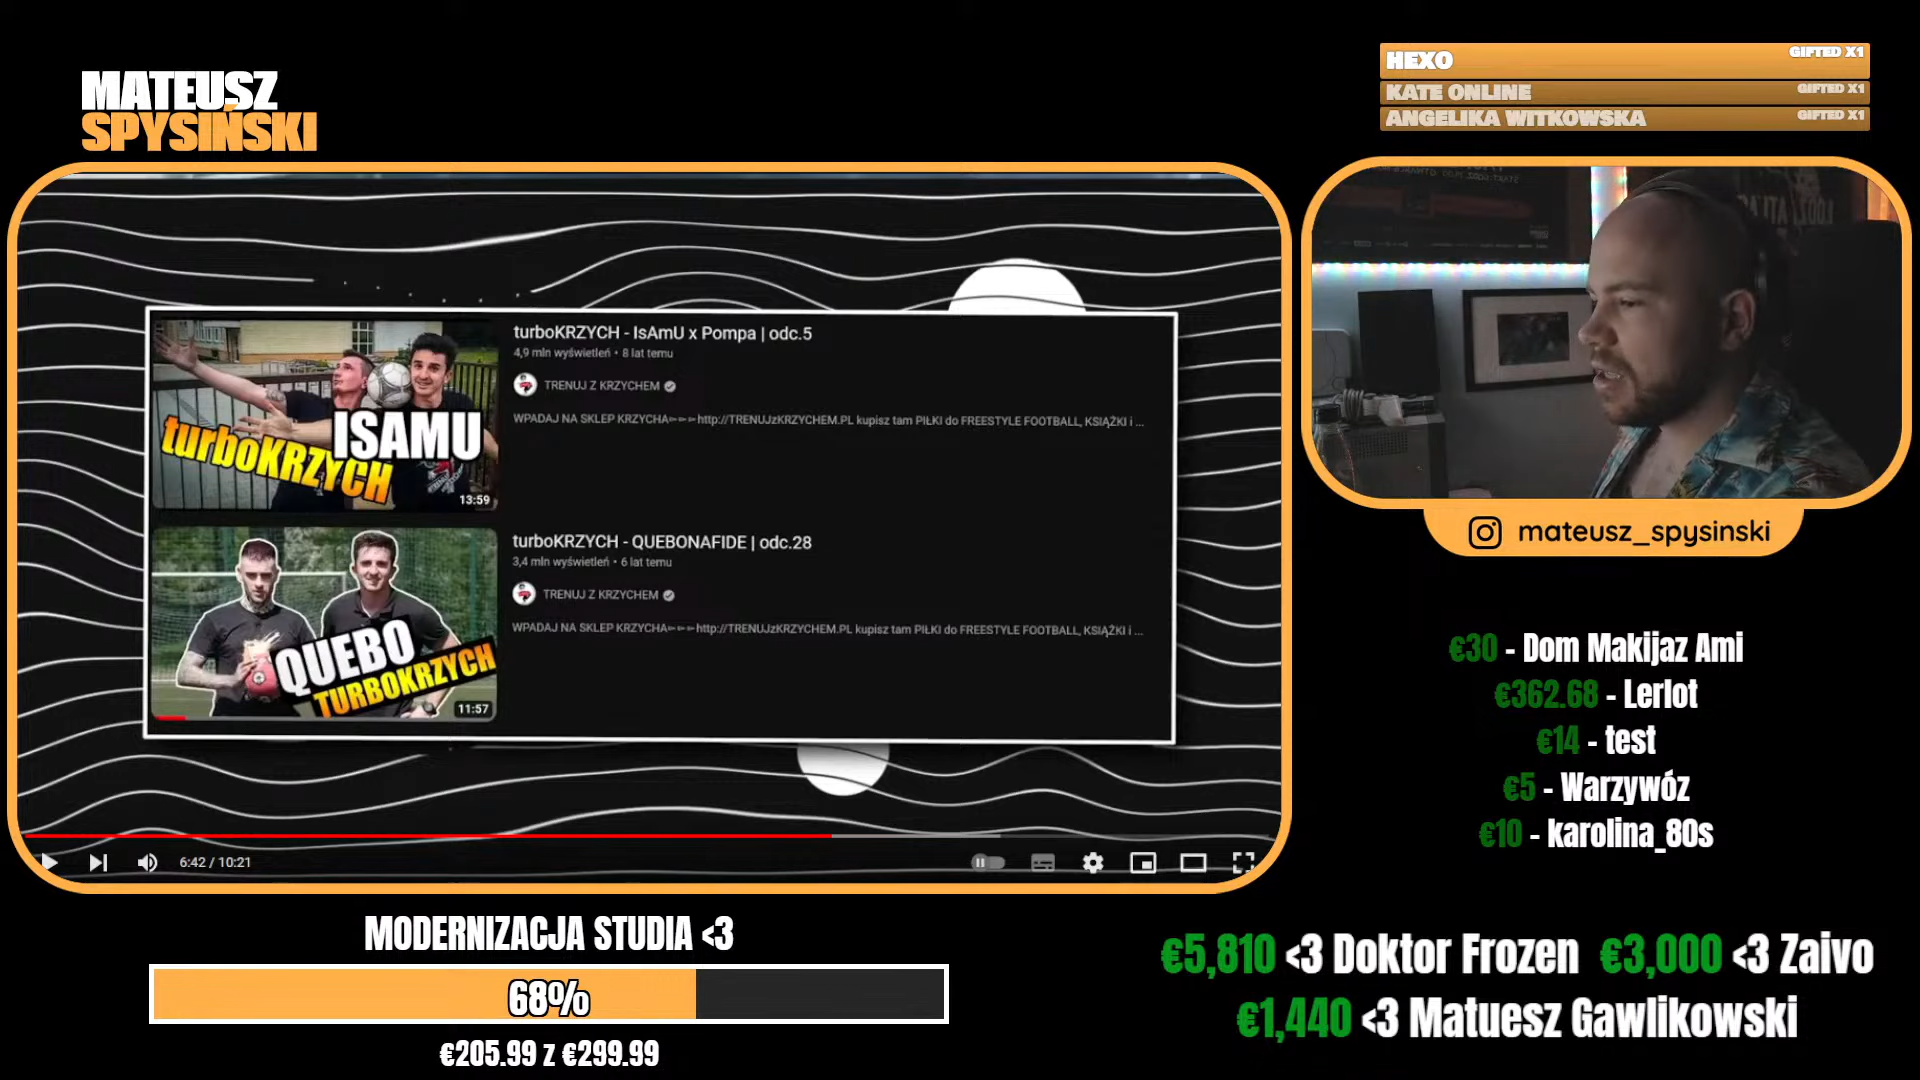 MATEUSZ
SPYSIŃSKI
HEXO GIFTED X1
KATE ONLINE GIFTED X1
ANGELIKA WITKOWSKA GIFTED X1
turboKRZYCH - IsAmU x Pompa | odc.5
4,9 mln wyświetleń • 8 lat temu
TRENUJ Z KRZYCHEM
WPADAJ NA SKLEP KRZYCHA➳➳➳http://TRENUJzKRZYCHEM.PL kupisz tam PIŁKI do FREESTYLE FOOTBALL, KSIĄŻKI i ...
ISAMU
turboKRZYCH
13:59
turboKRZYCH - QUEBONAFIDE | odc.28
3,4 mln wyświetleń • 6 lat temu
TRENUJ Z KRZYCHEM
WPADAJ NA SKLEP KRZYCHA➳➳➳http://TRENUJzKRZYCHEM.PL kupisz tam PIŁKI do FREESTYLE FOOTBALL, KSIĄŻKI i ...
QUEBO
TURBOKRZYCH
11:57
6:42 / 10:21
mateusz_spysinski
€30 - Dom Makijaz Ami
€362.68 - Lerlot
€14 - test
€5 - Warzywóz
€10 - karolina_80s
MODERNIZACJA STUDIA <3
68%
€205.99 z €299.99
€5,810 <3 Doktor Frozen €3,000 <3 Zaivo
€1,440 <3 Matuesz Gawlikowski